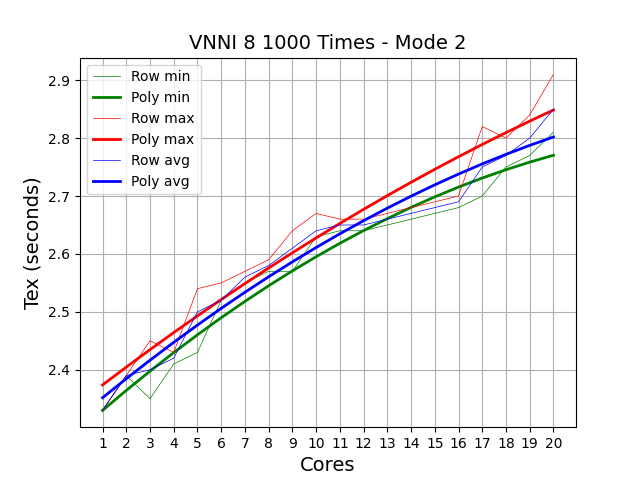 VNNI 8 1000 Times - Mode 2
Row min
Poly min
Row max
Poly max
Row avg
Poly avg
Tex (seconds)
2.9
2.8
2.7
2.6
2.5
2.4
1 2 3 4 5 6 7 8 9 10 11 12 13 14 15 16 17 18 19 20
Cores